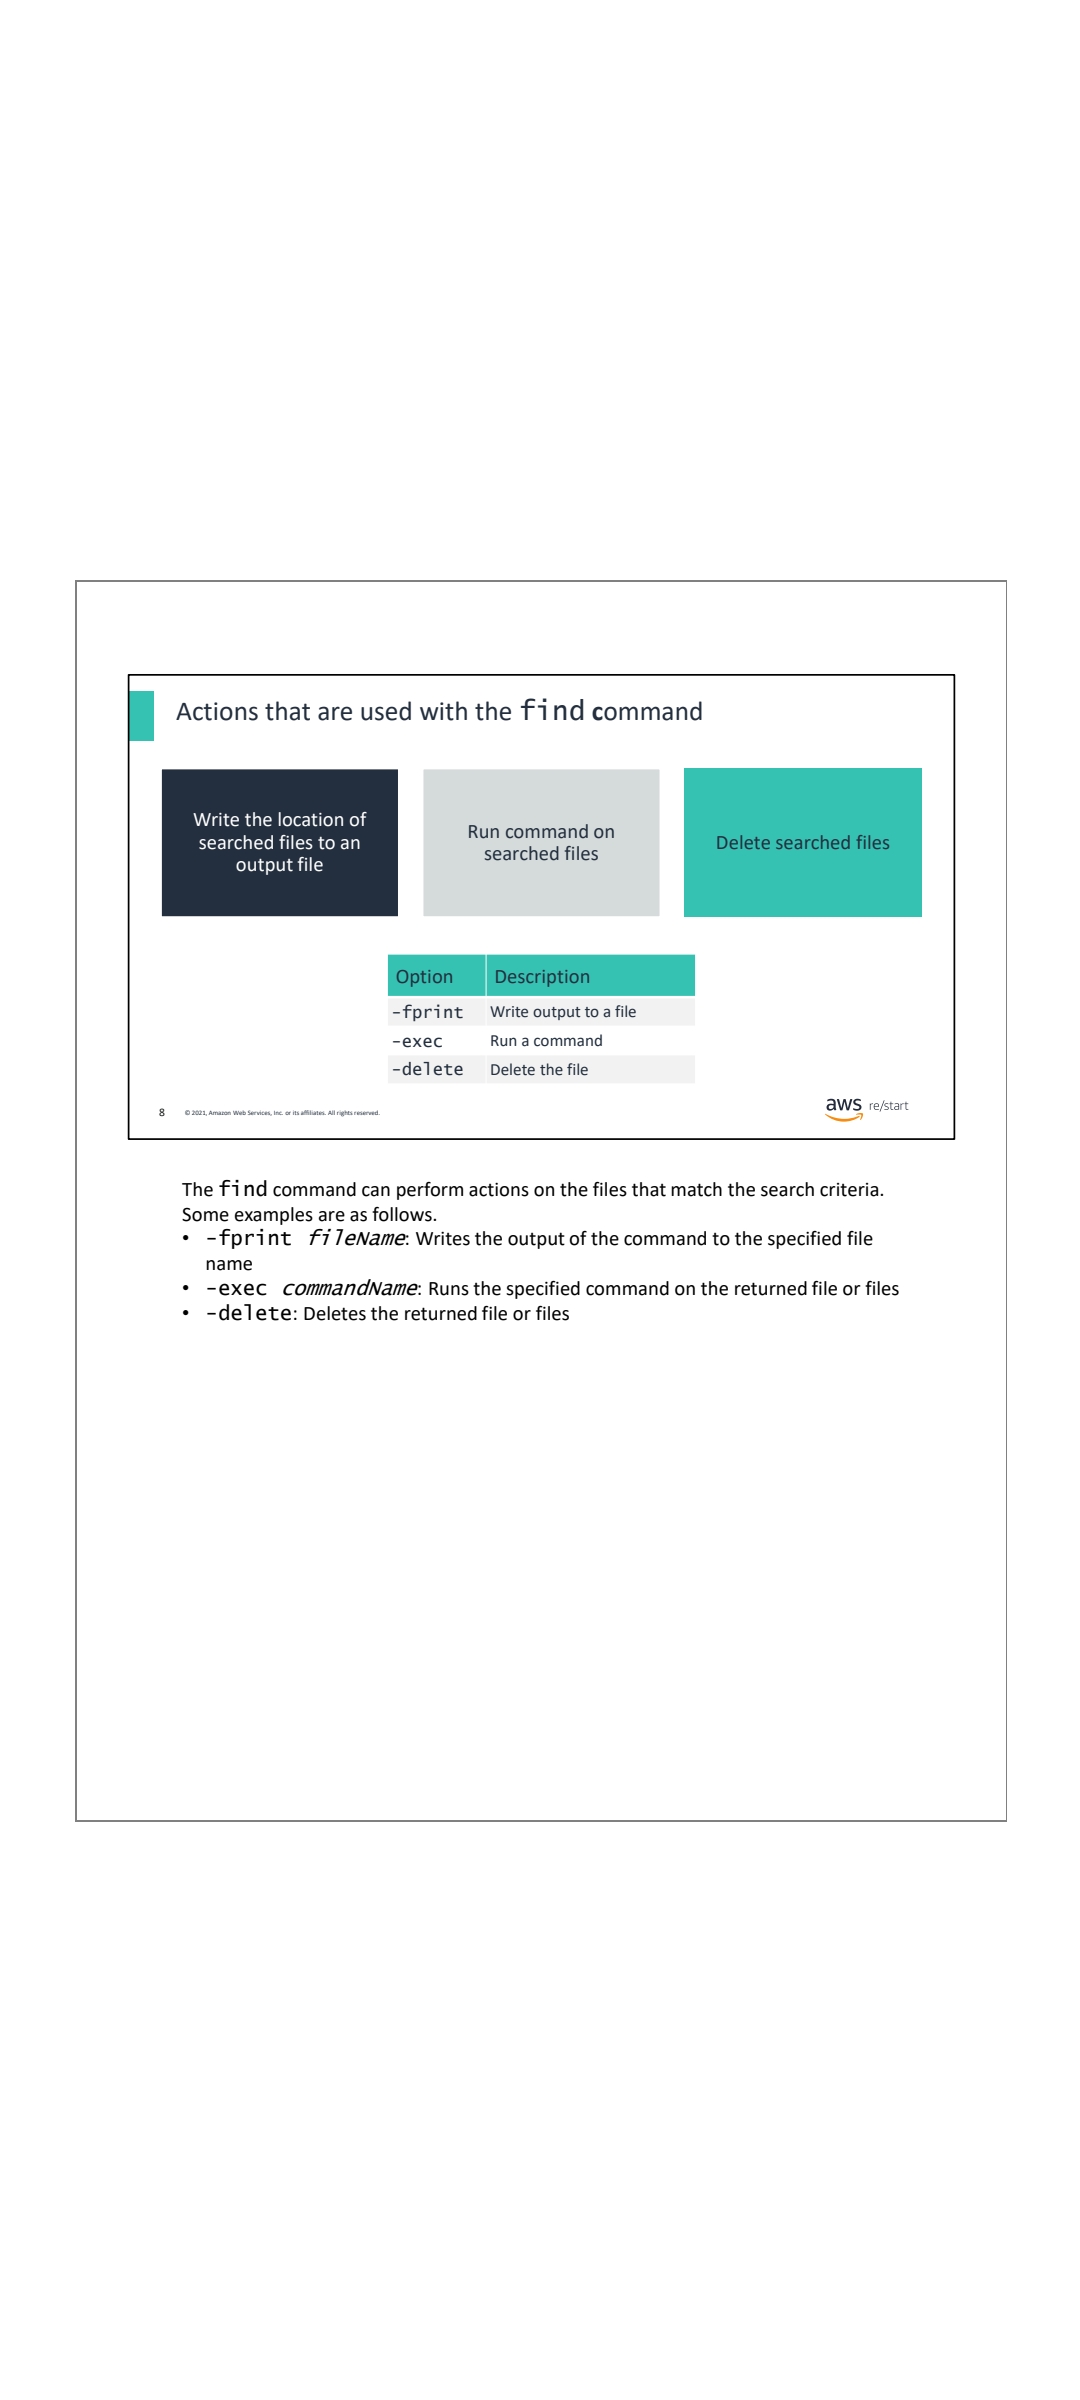 Actions that are used with the find command
Write the location of
searched files to an
output file
Run command on
searched files
Delete searched files
Option Description
-fprint Write output to a file
-exec Run a command
-delete Delete the file
8 © 2021, Amazon Web Services, Inc. or its affiliates. All rights reserved.
aws re/start
The find command can perform actions on the files that match the search criteria.
Some examples are as follows.
• -fprint fileName: Writes the output of the command to the specified file
name
• -exec commandName: Runs the specified command on the returned file or files
• -delete: Deletes the returned file or files